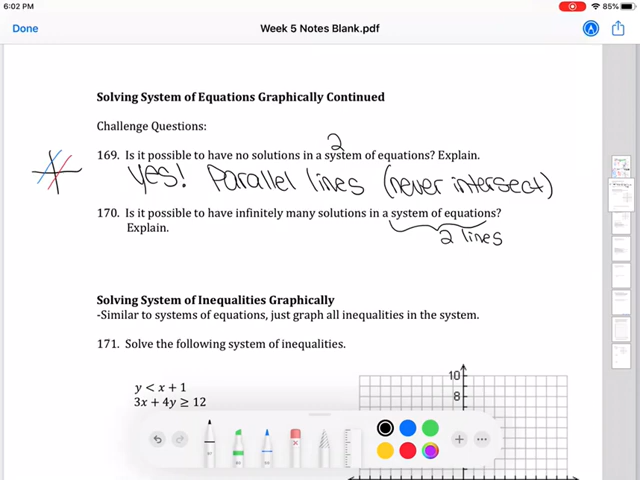 6:02 PM
85%
Done
Week 5 Notes Blank.pdf
Solving System of Equations Graphically Continued
Challenge Questions:
2
169. Is it possible to have no solutions in a system of equations? Explain.
Yes! Parallel lines (never intersect)
170. Is it possible to have infinitely many solutions in a system of equations?
Explain.
2 lines
Solving System of Inequalities Graphically
-Similar to systems of equations, just graph all inequalities in the system.
171. Solve the following system of inequalities.
10
y < x + 1
8
3x + 4y ≥ 12